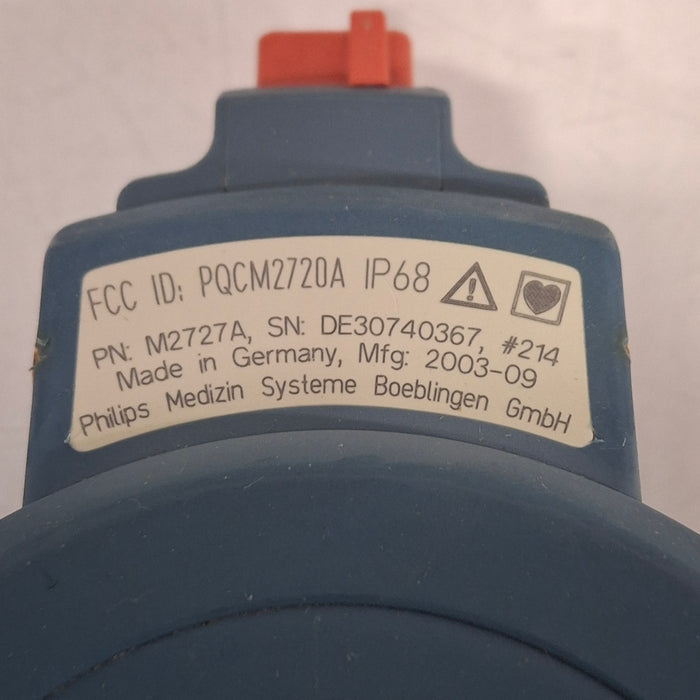 FCC ID: PQCM2720A IP68
PN: M2727A, SN: DE30740367, #214
Made in Germany, Mfg: 2003-09
Philips Medizin Systeme Boeblingen GmbH